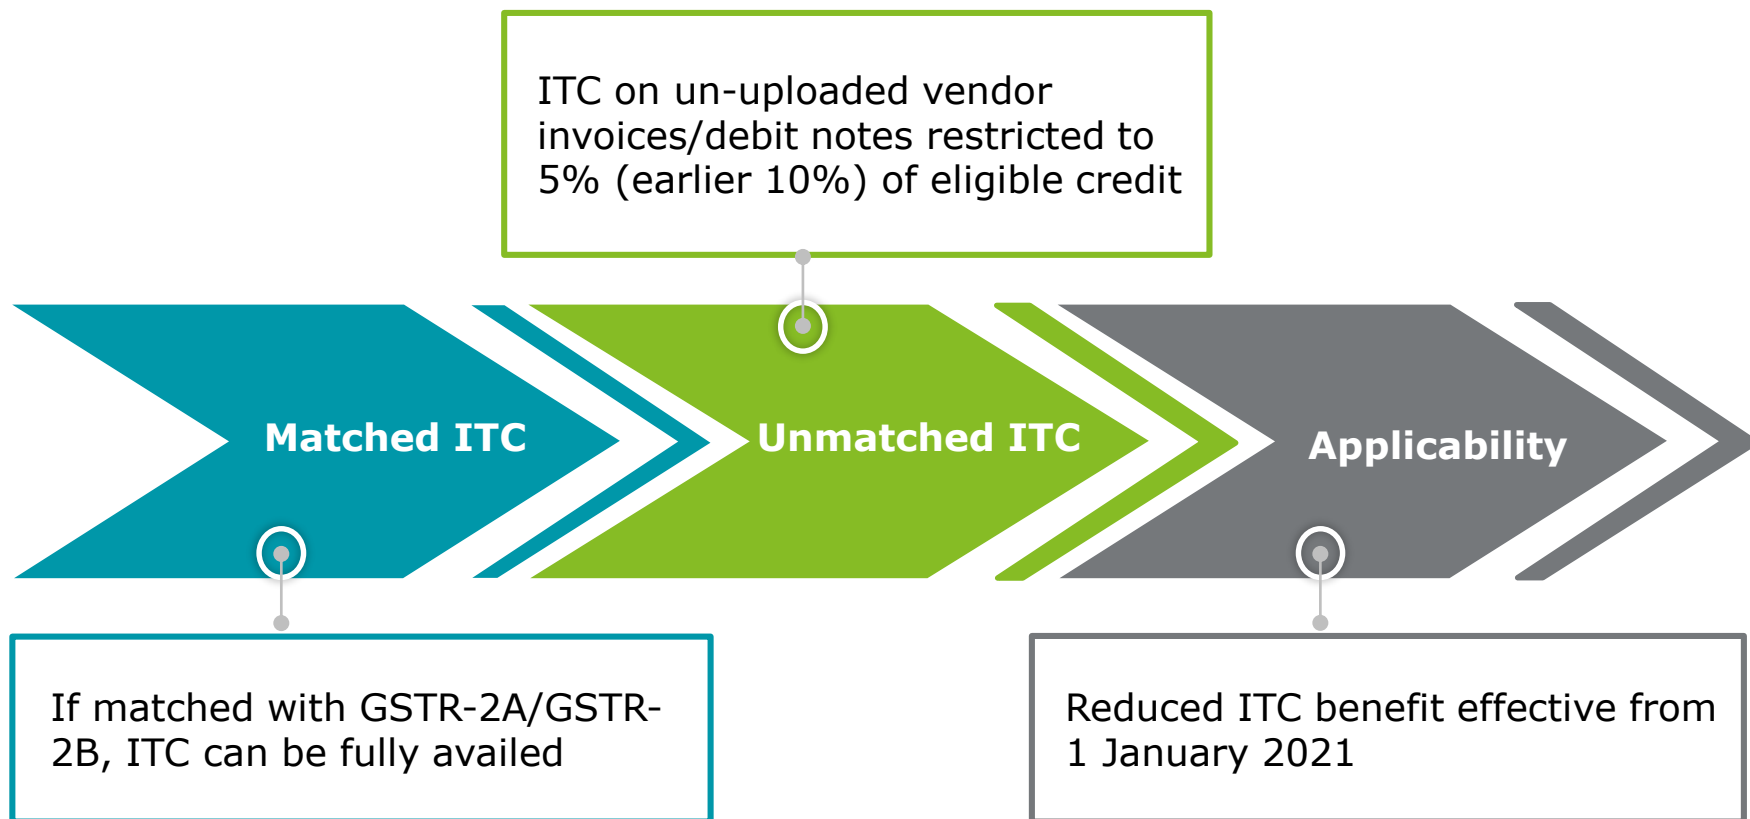 ITC on un-uploaded vendor
invoices/debit notes restricted to
5% (earlier 10%) of eligible credit
Matched ITC
Unmatched ITC
Applicability
If matched with GSTR-2A/GSTR-
2B, ITC can be fully availed
Reduced ITC benefit effective from
1 January 2021